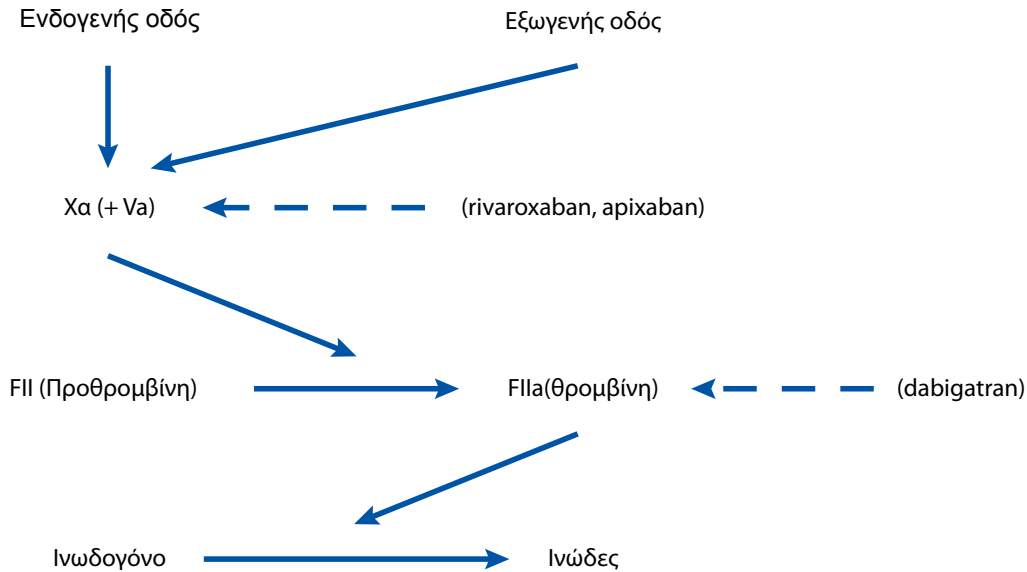 Ενδογενής οδός
Εξωγενής οδός
Χα (+ Va)
(rivaroxaban, apixaban)
FII (Προθρομβίνη)
FIIa(θρομβίνη)
(dabigatran)
Ινωδογόνο
Ινώδες